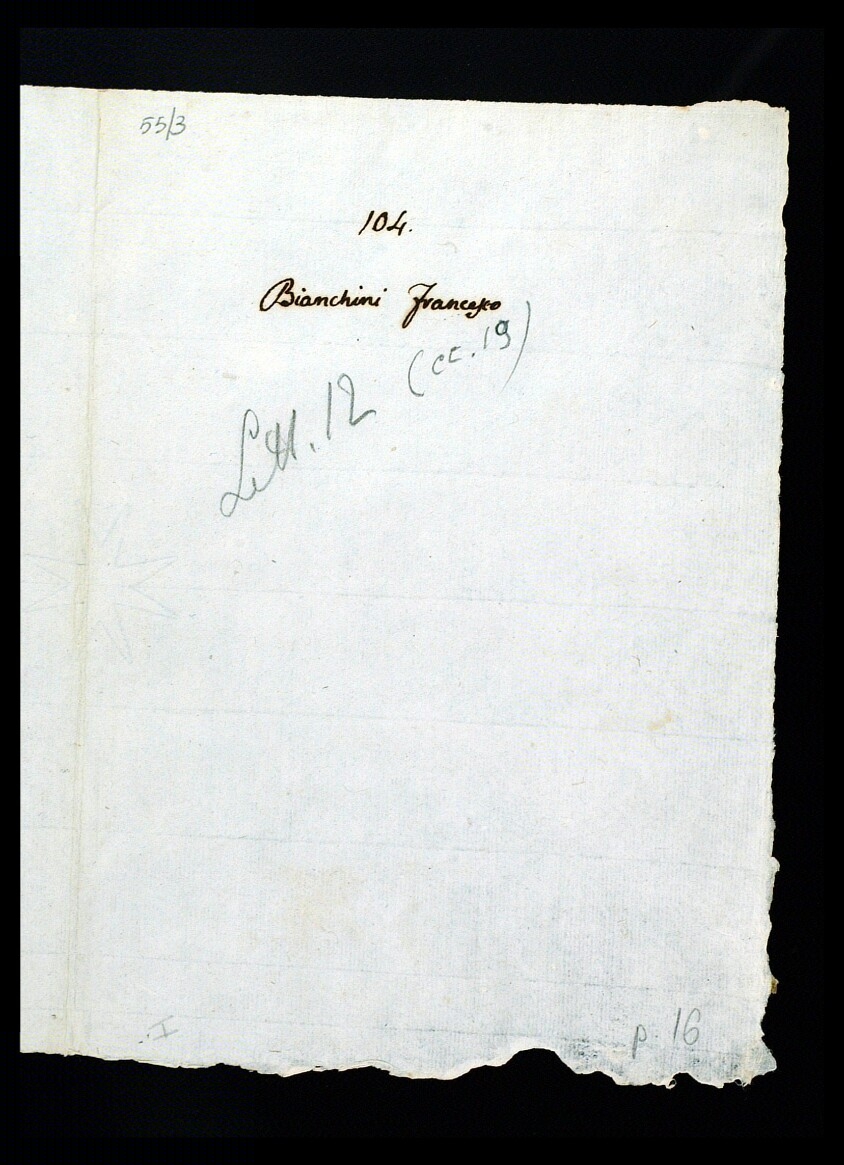 55/3
104.
Bianchini Francesco
Lett. 12 (cc. 19)
I
p. 16